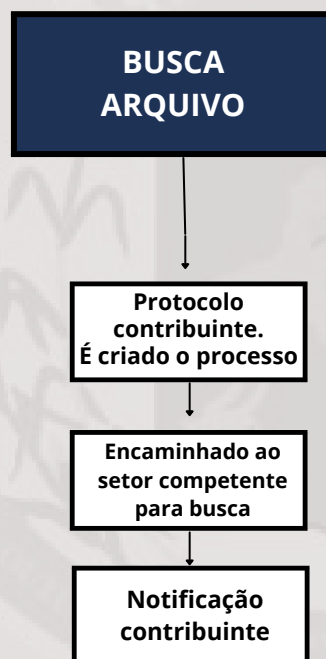 BUSCA
ARQUIVO
Protocolo
contribuinte.
É criado o processo
Encaminhado ao
setor competente
para busca
Notificação
contribuinte